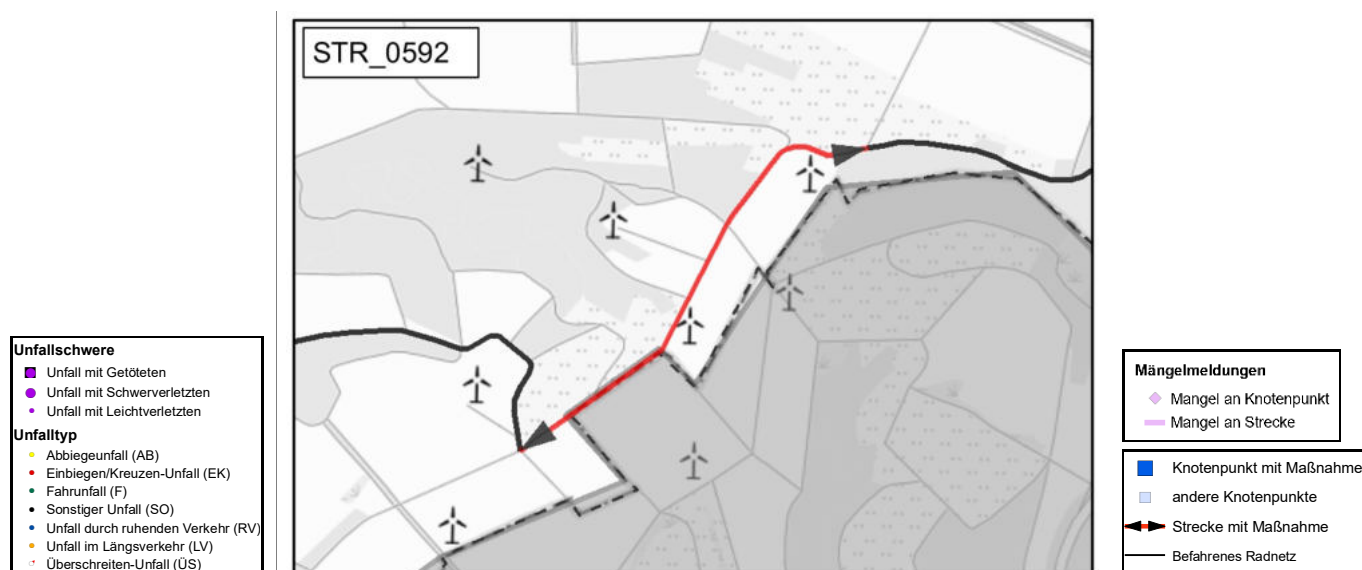 STR_0592
Unfallschwere
Unfall mit Getöteten
Unfall mit Schwerverletzten
Unfall mit Leichtverletzten
Unfalltyp
Abbiegeunfall (AB)
Einbiegen/Kreuzen-Unfall (EK)
Fahrunfall (F)
Sonstiger Unfall (SO)
Unfall durch ruhenden Verkehr (RV)
Unfall im Längsverkehr (LV)
Überschreiten-Unfall (ÜS)
Mängelmeldungen
Mangel an Knotenpunkt
Mangel an Strecke
Knotenpunkt mit Maßnahme
andere Knotenpunkte
Strecke mit Maßnahme
Befahrenes Radnetz